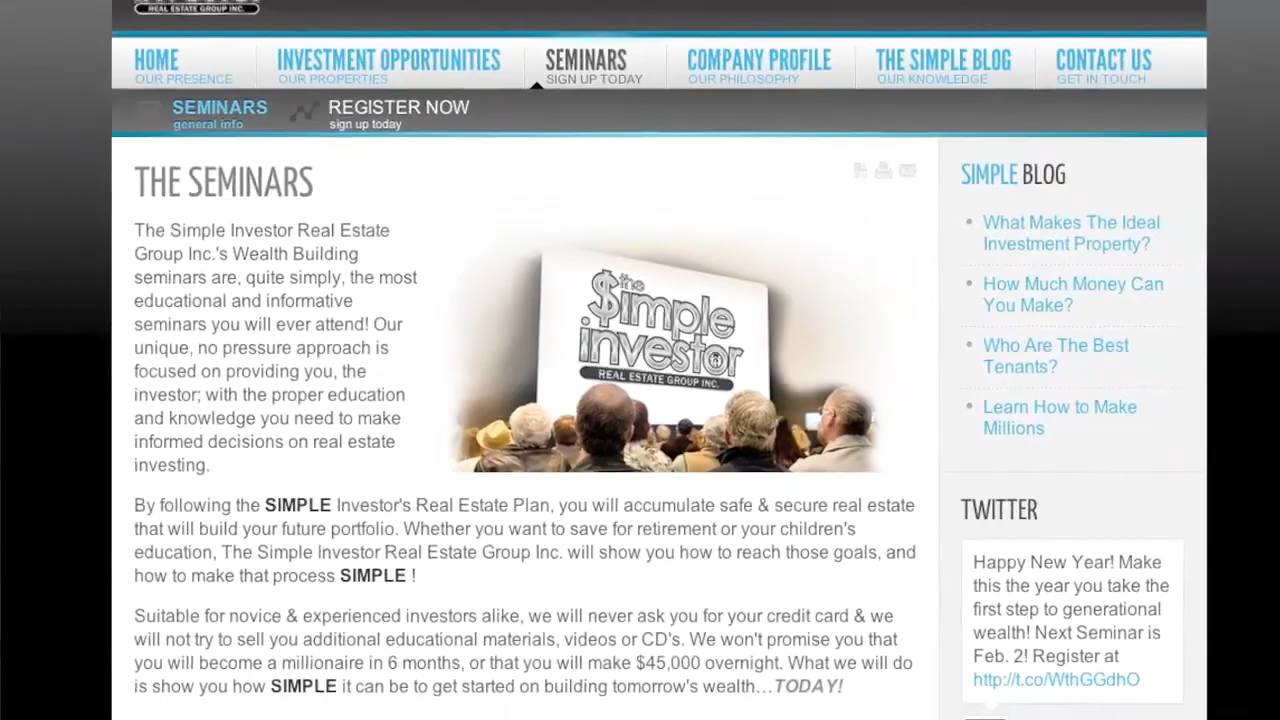 REAL ESTATE GROUP INC.
HOME
OUR PRESENCE
INVESTMENT OPPORTUNITIES
OUR PROPERTIES
SEMINARS
SIGN UP TODAY
COMPANY PROFILE
OUR PHILOSOPHY
THE SIMPLE BLOG
OUR KNOWLEDGE
CONTACT US
GET IN TOUCH
SEMINARS
general info
REGISTER NOW
sign up today
THE SEMINARS
The Simple Investor Real Estate
Group Inc.'s Wealth Building
seminars are, quite simply, the most
educational and informative
seminars you will ever attend! Our
unique, no pressure approach is
focused on providing you, the
investor; with the proper education
and knowledge you need to make
informed decisions on real estate
investing.
the
$imple
investor
REAL ESTATE GROUP INC.
By following the SIMPLE Investor's Real Estate Plan, you will accumulate safe & secure real estate
that will build your future portfolio. Whether you want to save for retirement or your children's
education, The Simple Investor Real Estate Group Inc. will show you how to reach those goals, and
how to make that process SIMPLE !
Suitable for novice & experienced investors alike, we will never ask you for your credit card & we
will not try to sell you additional educational materials, videos or CD's. We won't promise you that
you will become a millionaire in 6 months, or that you will make $45,000 overnight. What we will do
is show you how SIMPLE it can be to get started on building tomorrow's wealth…TODAY!
SIMPLE BLOG
What Makes The Ideal
Investment Property?
How Much Money Can
You Make?
Who Are The Best
Tenants?
Learn How to Make
Millions
TWITTER
Happy New Year! Make
this the year you take the
first step to generational
wealth! Next Seminar is
Feb. 2! Register at
http://t.co/WthGGdhO